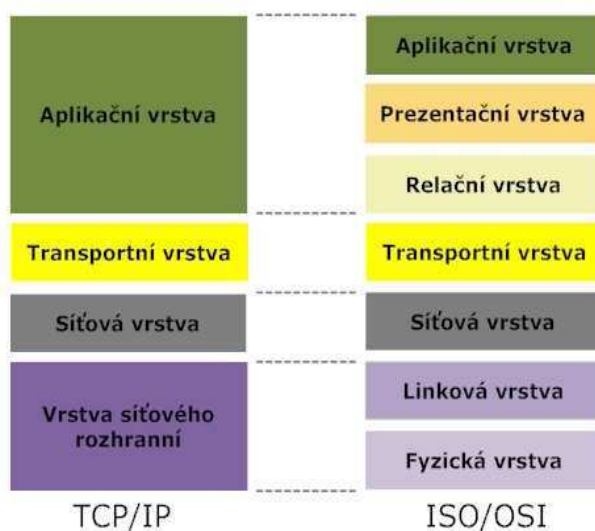 Aplikační vrstva
Transportní vrstva
Síťová vrstva
Vrstva síťového
rozhranní
TCP/IP
Aplikační vrstva
Prezentační vrstva
Relační vrstva
Transportní vrstva
Síťová vrstva
Linková vrstva
Fyzická vrstva
ISO/OSI